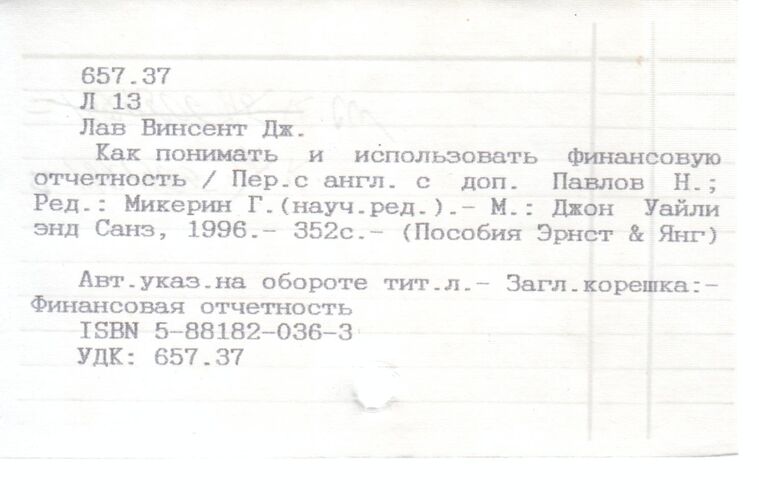 657.37
Л 13
Лав Винсент Дж.
Как понимать и использовать финансовую
отчетность / Пер.с англ. с доп. Павлов Н.;
Ред.: Микерин Г.(науч.ред.).- М.: Джон Уайли
энд Санз, 1996.- 352с.- (Пособия Эрнст & Янг)
Авт.указ.на обороте тит.л.- Загл.корешка:-
Финансовая отчетность
ISBN 5-88182-036-3
УДК: 657.37